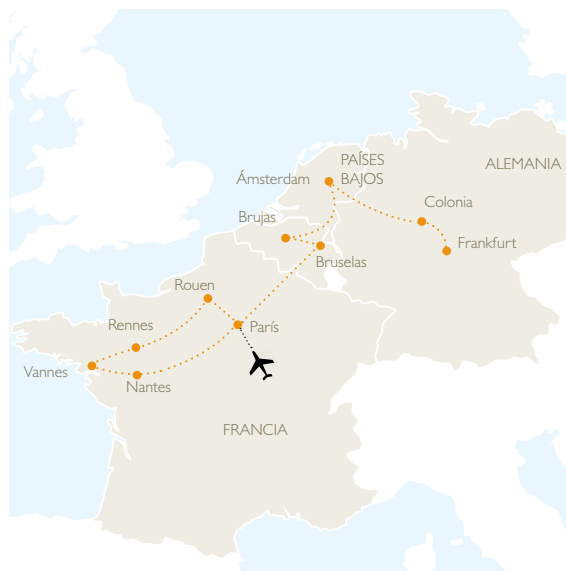 PAÍSES
BAJOS
ALEMANIA
Ámsterdam
Colonia
Brujas
Frankfurt
Bruselas
Rouen
Rennes
París
Vannes
Nantes
FRANCIA